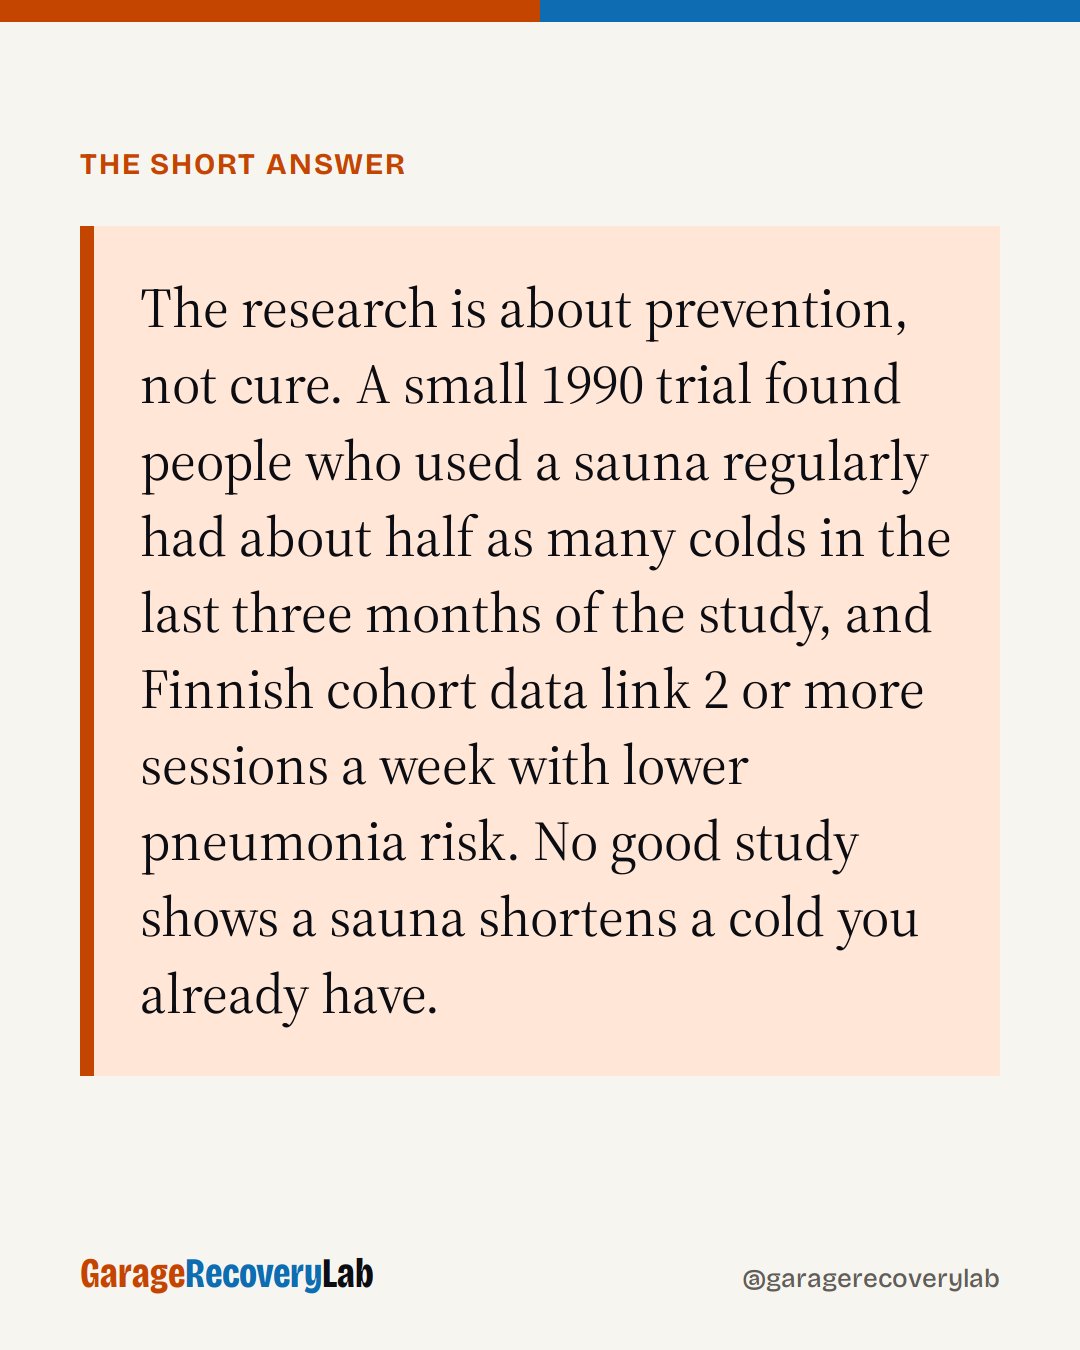 THE SHORT ANSWER
The research is about prevention,
not cure. A small 1990 trial found
people who used a sauna regularly
had about half as many colds in the
last three months of the study, and
Finnish cohort data link 2 or more
sessions a week with lower
pneumonia risk. No good study
shows a sauna shortens a cold you
already have.
GarageRecoveryLab
@garagerecoverylab